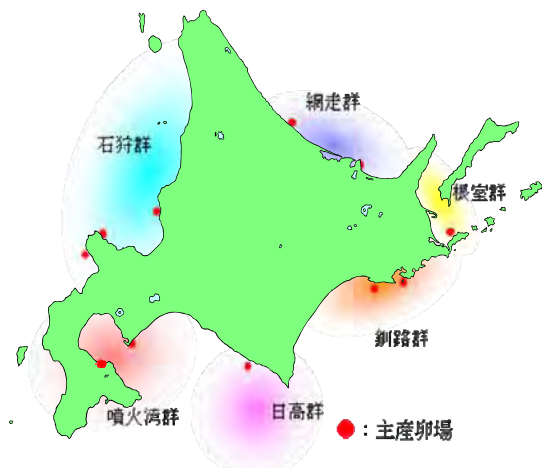 網走群
石狩群
根室群
釧路群
噴火湾群
日高群
：主産卵場